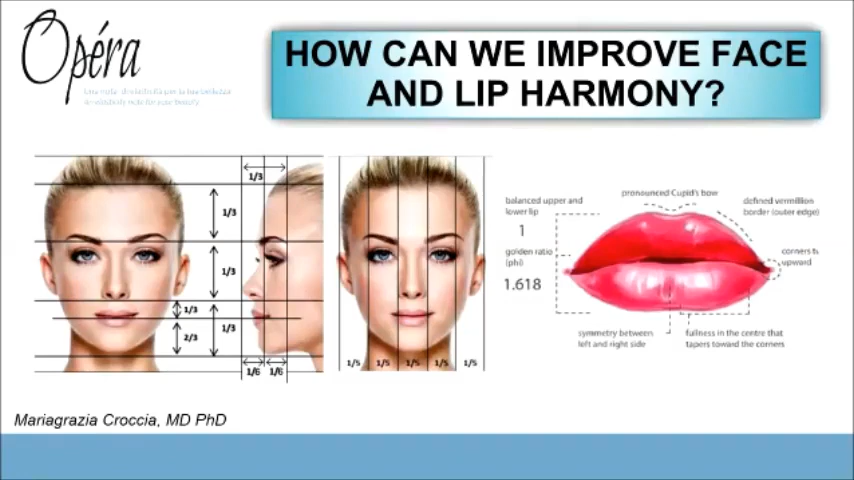 Opéra
HOW CAN WE IMPROVE FACE
AND LIP HARMONY?
1/3
1/3
1/3
1/3
2/3
1/3
1/6
1/6
1/5
1/5
1/5
1/5
1/5
pronounced Cupid's bow
balanced upper and
lower lip
1
golden ratio
(phi)
1.618
defined vermillion
border (outer edge)
corners
upward
symmetry between
left and right side
fullness in the centre that
tapers toward the corners
Mariagrazia Croccia, MD PhD